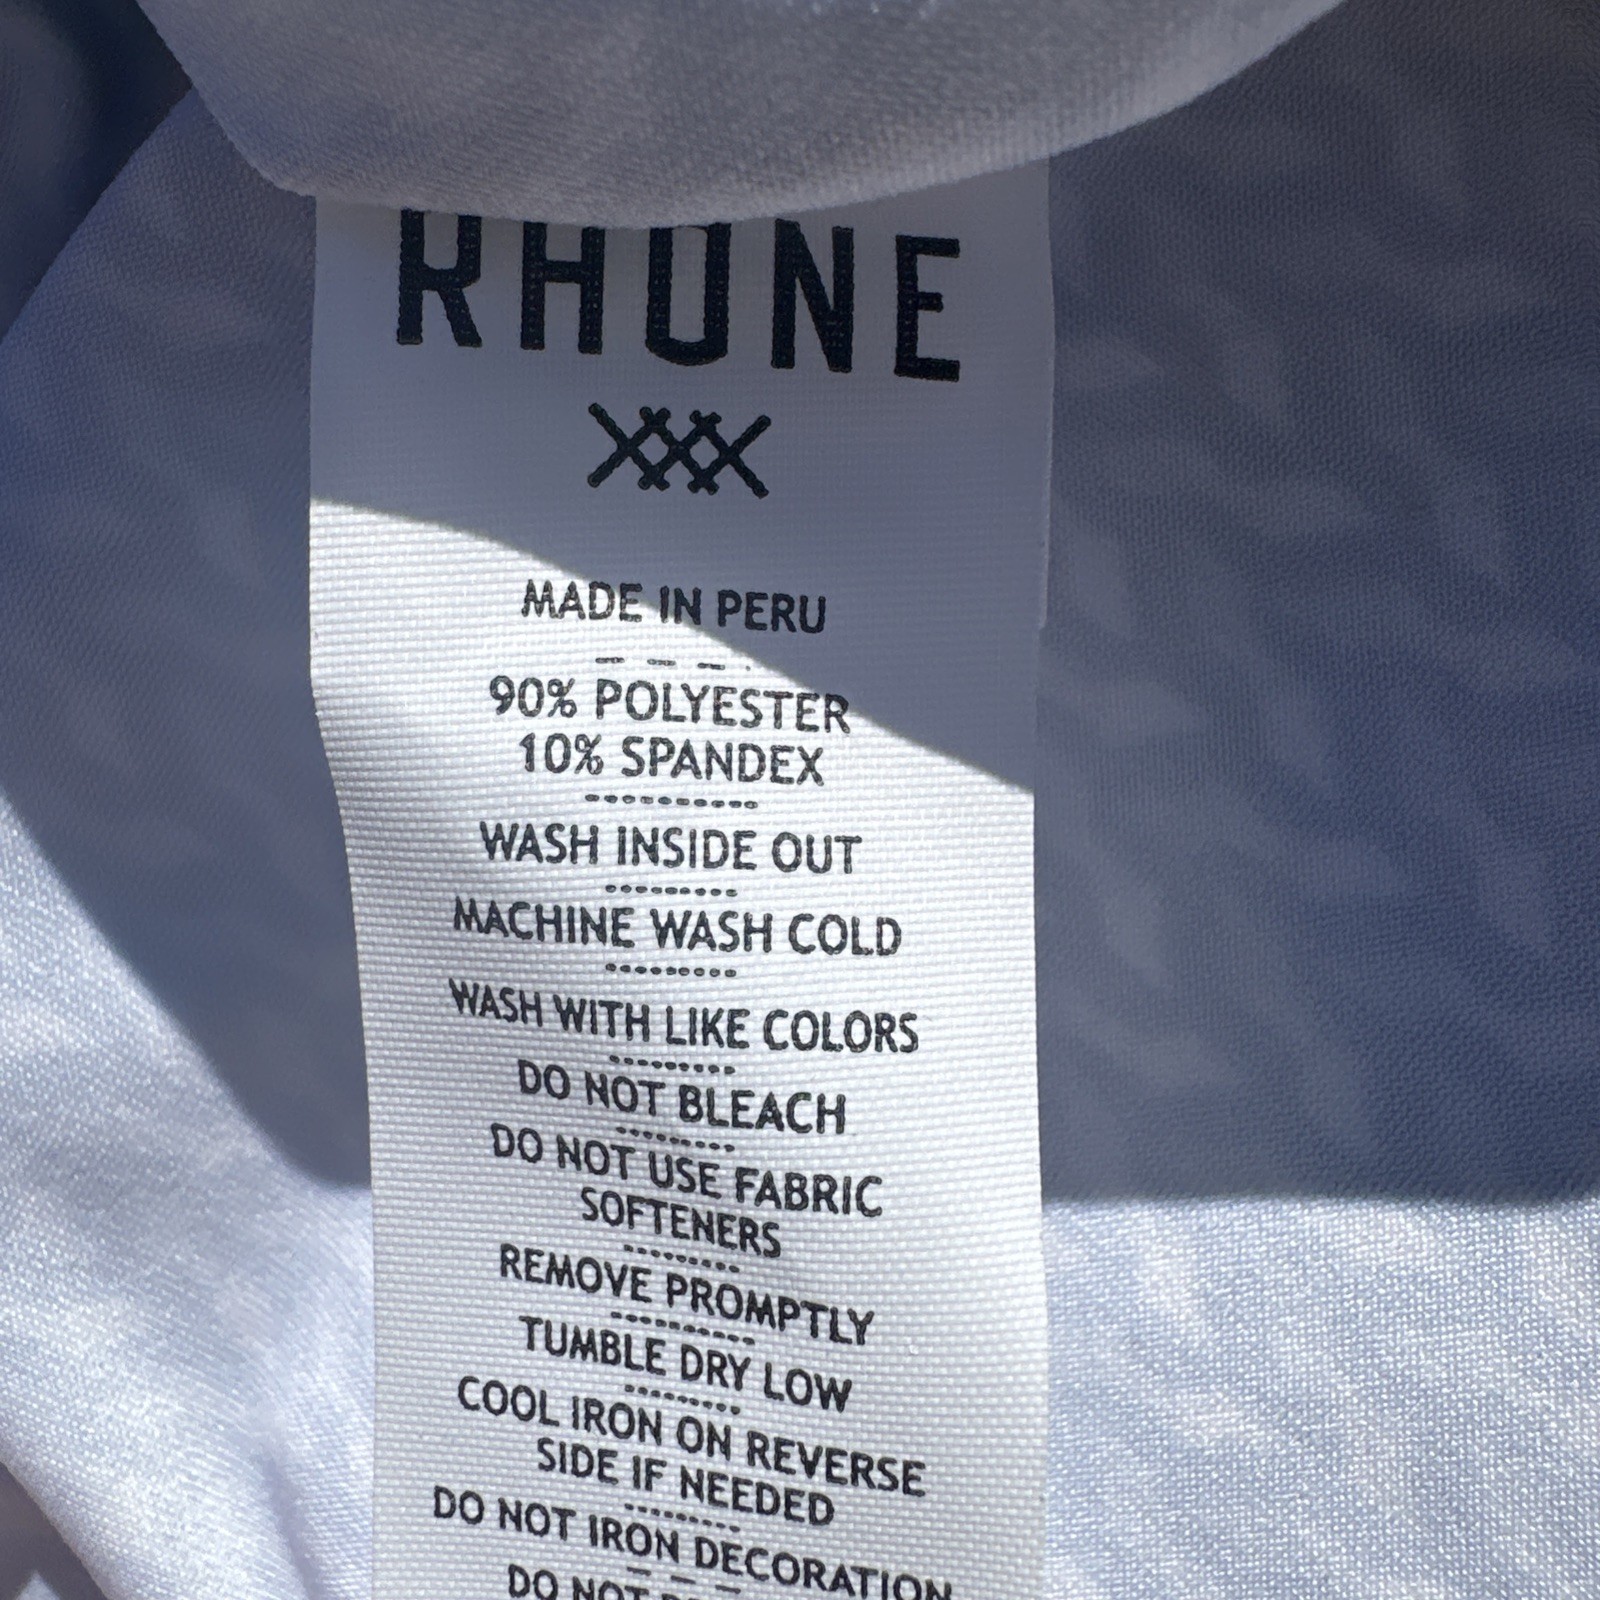 RHONE
MADE IN PERU
90% POLYESTER
10% SPANDEX
WASH INSIDE OUT
MACHINE WASH COLD
WASH WITH LIKE COLORS
DO NOT BLEACH
DO NOT USE FABRIC
SOFTENERS
REMOVE PROMPTLY
TUMBLE DRY LOW
COOL IRON ON REVERSE
SIDE IF NEEDED
DO NOT IRON DECORATION
DO NOT